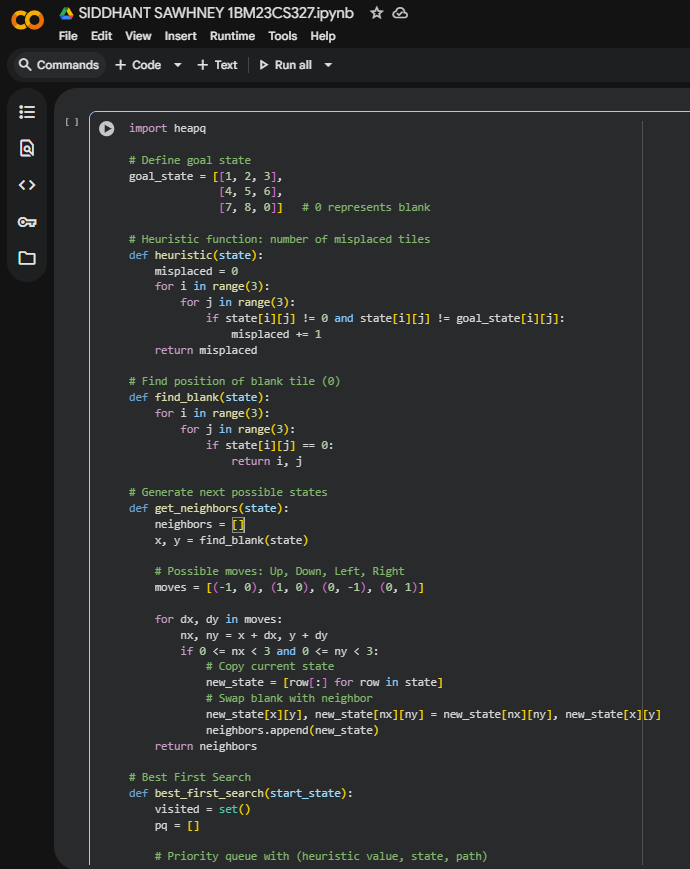 SIDDHANT SAWHNEY 1BM23CS327.ipynb
File Edit View Insert Runtime Tools Help
Commands + Code + Text Run all
[ ]
import heapq

# Define goal state
goal_state = [[1, 2, 3],
              [4, 5, 6],
              [7, 8, 0]]   # 0 represents blank

# Heuristic function: number of misplaced tiles
def heuristic(state):
    misplaced = 0
    for i in range(3):
        for j in range(3):
            if state[i][j] != 0 and state[i][j] != goal_state[i][j]:
                misplaced += 1
    return misplaced

# Find position of blank tile (0)
def find_blank(state):
    for i in range(3):
        for j in range(3):
            if state[i][j] == 0:
                return i, j

# Generate next possible states
def get_neighbors(state):
    neighbors = []
    x, y = find_blank(state)

    # Possible moves: Up, Down, Left, Right
    moves = [(-1, 0), (1, 0), (0, -1), (0, 1)]

    for dx, dy in moves:
        nx, ny = x + dx, y + dy
        if 0 <= nx < 3 and 0 <= ny < 3:
            # Copy current state
            new_state = [row[:] for row in state]
            # Swap blank with neighbor
            new_state[x][y], new_state[nx][ny] = new_state[nx][ny], new_state[x][y]
            neighbors.append(new_state)
    return neighbors

# Best First Search
def best_first_search(start_state):
    visited = set()
    pq = []

    # Priority queue with (heuristic value, state, path)